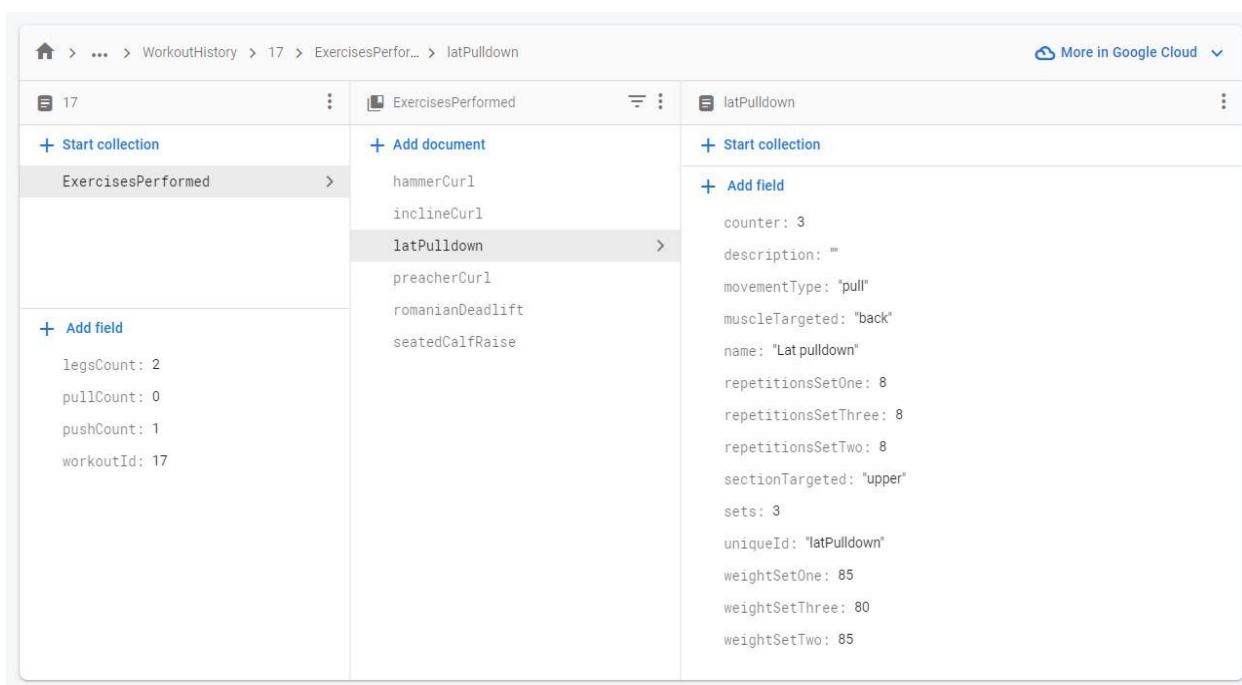 ... > WorkoutHistory > 17 > ExercisesPerfor... > latPulldown
More in Google Cloud
17
+ Start collection
ExercisesPerformed
+ Add field
legsCount: 2
pullCount: 0
pushCount: 1
workoutId: 17
ExercisesPerformed
+ Add document
hammerCurl
inclineCurl
latPulldown
preacherCurl
romanianDeadlift
seatedCalfRaise
latPulldown
+ Start collection
+ Add field
counter: 3
description: ""
movementType: "pull"
muscleTargeted: "back"
name: "Lat pulldown"
repetitionsSetOne: 8
repetitionsSetThree: 8
repetitionsSetTwo: 8
sectionTargeted: "upper"
sets: 3
uniqueId: "latPulldown"
weightSetOne: 85
weightSetThree: 80
weightSetTwo: 85